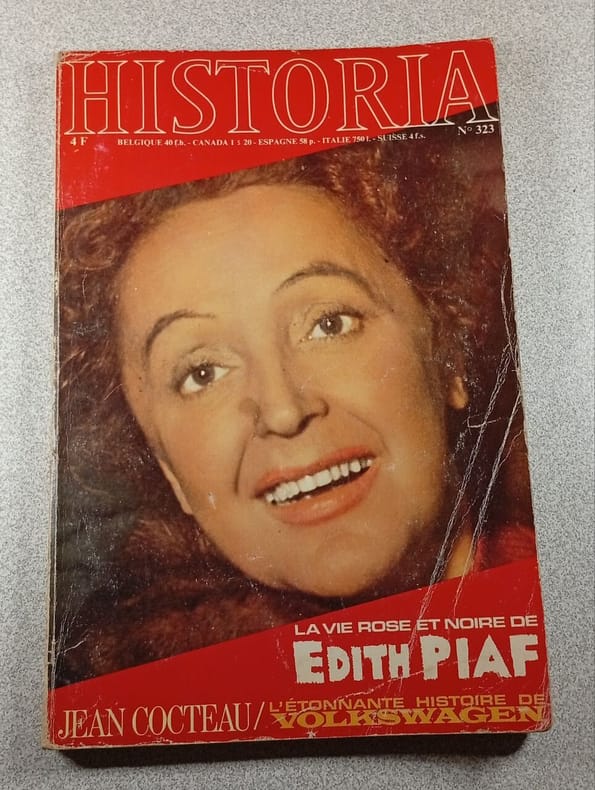 HISTORIA
4 F BELGIQUE 40 f.b. - CANADA 1 $ 20 - ESPAGNE 58 p. - ITALIE 750 l. - SUISSE 4 f.s. N° 323
LA VIE ROSE ET NOIRE DE
EDITH PIAF
JEAN COCTEAU / L'ÉTONNANTE HISTOIRE DE
VOLKSWAGEN